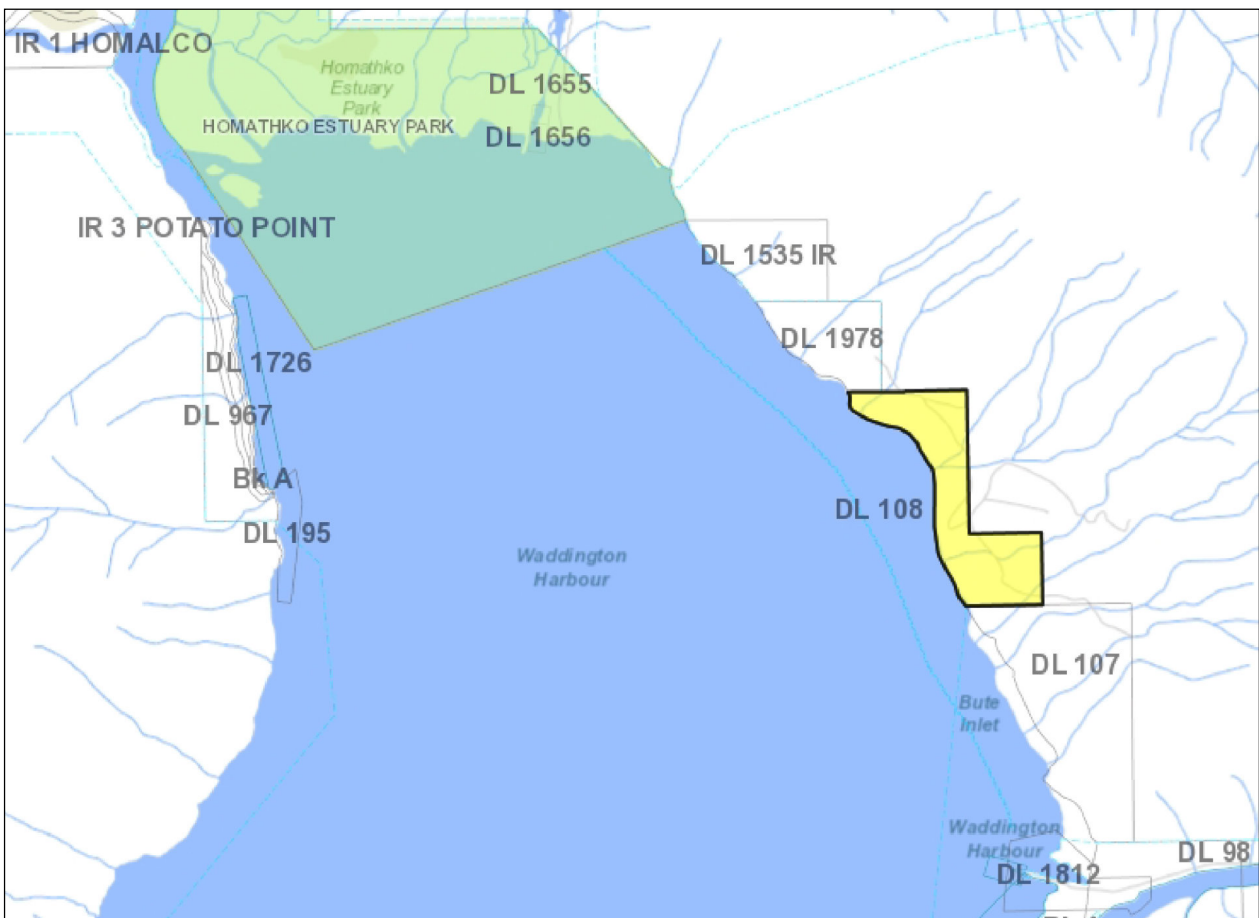 IR 1 HOMALCO
Homathko
Estuary
Park
DL 1655
HOMATHKO ESTUARY PARK
DL 1656
IR 3 POTATO POINT
DL 1535 IR
DL 1978
DL 1726
DL 967
Bk A
DL 108
DL 195
Waddington
Harbour
DL 107
Bute
Inlet
Waddington
Harbour
DL 98
DL 1812